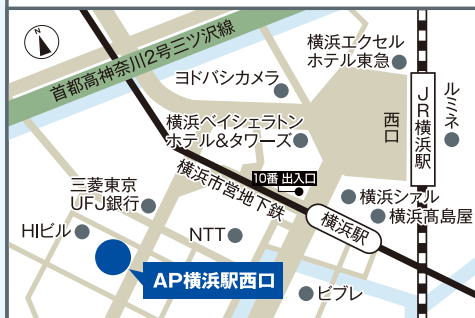 N
首都高神奈川2号三ツ沢線
横浜エクセル
ホテル東急
ヨドバシカメラ
JR横浜駅
ルミネ
西口
横浜ベイシェラトン
ホテル&タワーズ
10番 出入口
横浜市営地下鉄
三菱東京
UFJ銀行
横浜シァル
横浜髙島屋
横浜駅
HIビル
NTT
AP横浜駅西口
ビブレ